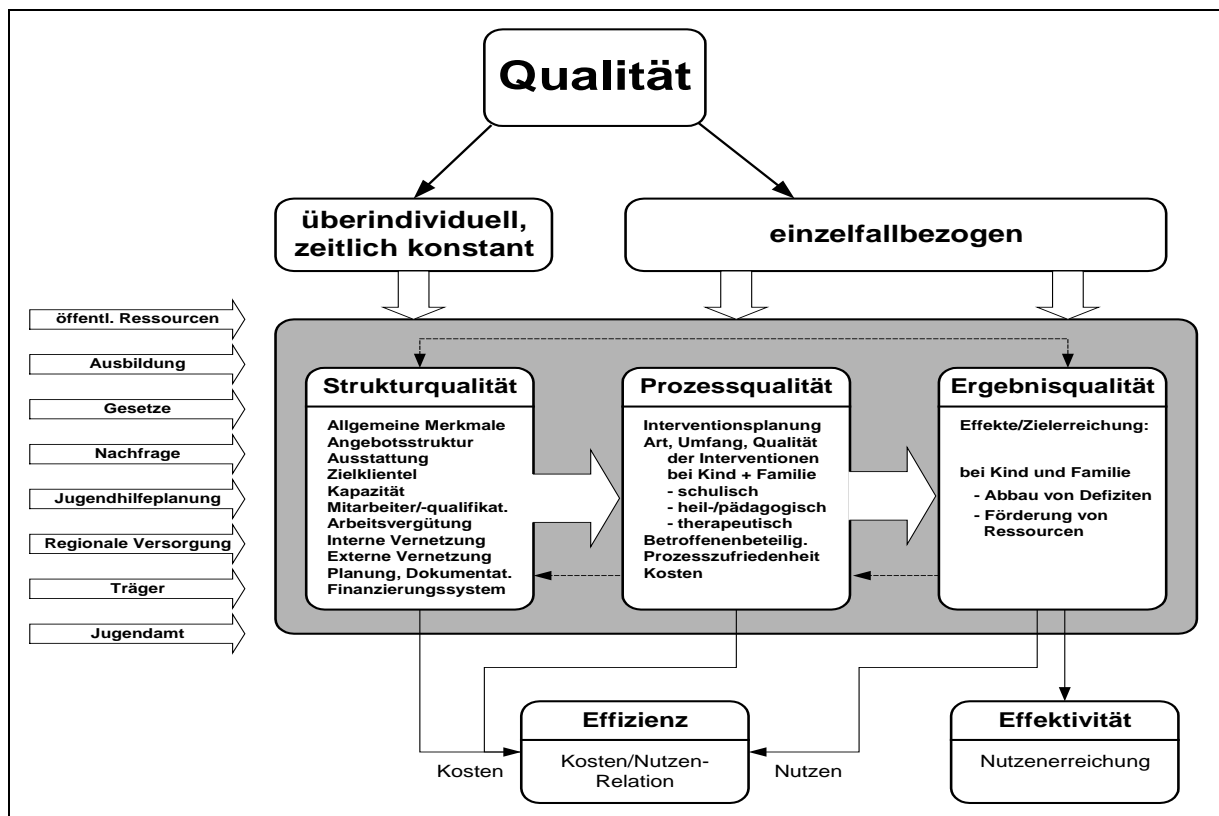 Qualität
überindividuell,
zeitlich konstant
einzelfallbezogen
öffentl. Ressourcen
Ausbildung
Gesetze
Nachfrage
Jugendhilfeplanung
Regionale Versorgung
Träger
Jugendamt
Strukturqualität
Allgemeine Merkmale
Angebotsstruktur
Ausstattung
Zielklientel
Kapazität
Mitarbeiter/-qualifikat.
Arbeitsvergütung
Interne Vernetzung
Externe Vernetzung
Planung, Dokumentat.
Finanzierungssystem
Prozessqualität
Interventionsplanung
Art, Umfang, Qualität
der Interventionen
bei Kind + Familie
- schulisch
- heil-/pädagogisch
- therapeutisch
Betroffenenbeteilig.
Prozesszufriedenheit
Kosten
Ergebnisqualität
Effekte/Zielerreichung:
bei Kind und Familie
- Abbau von Defiziten
- Förderung von
Ressourcen
Kosten
Effizienz
Kosten/Nutzen-
Relation
Nutzen
Effektivität
Nutzenerreichung